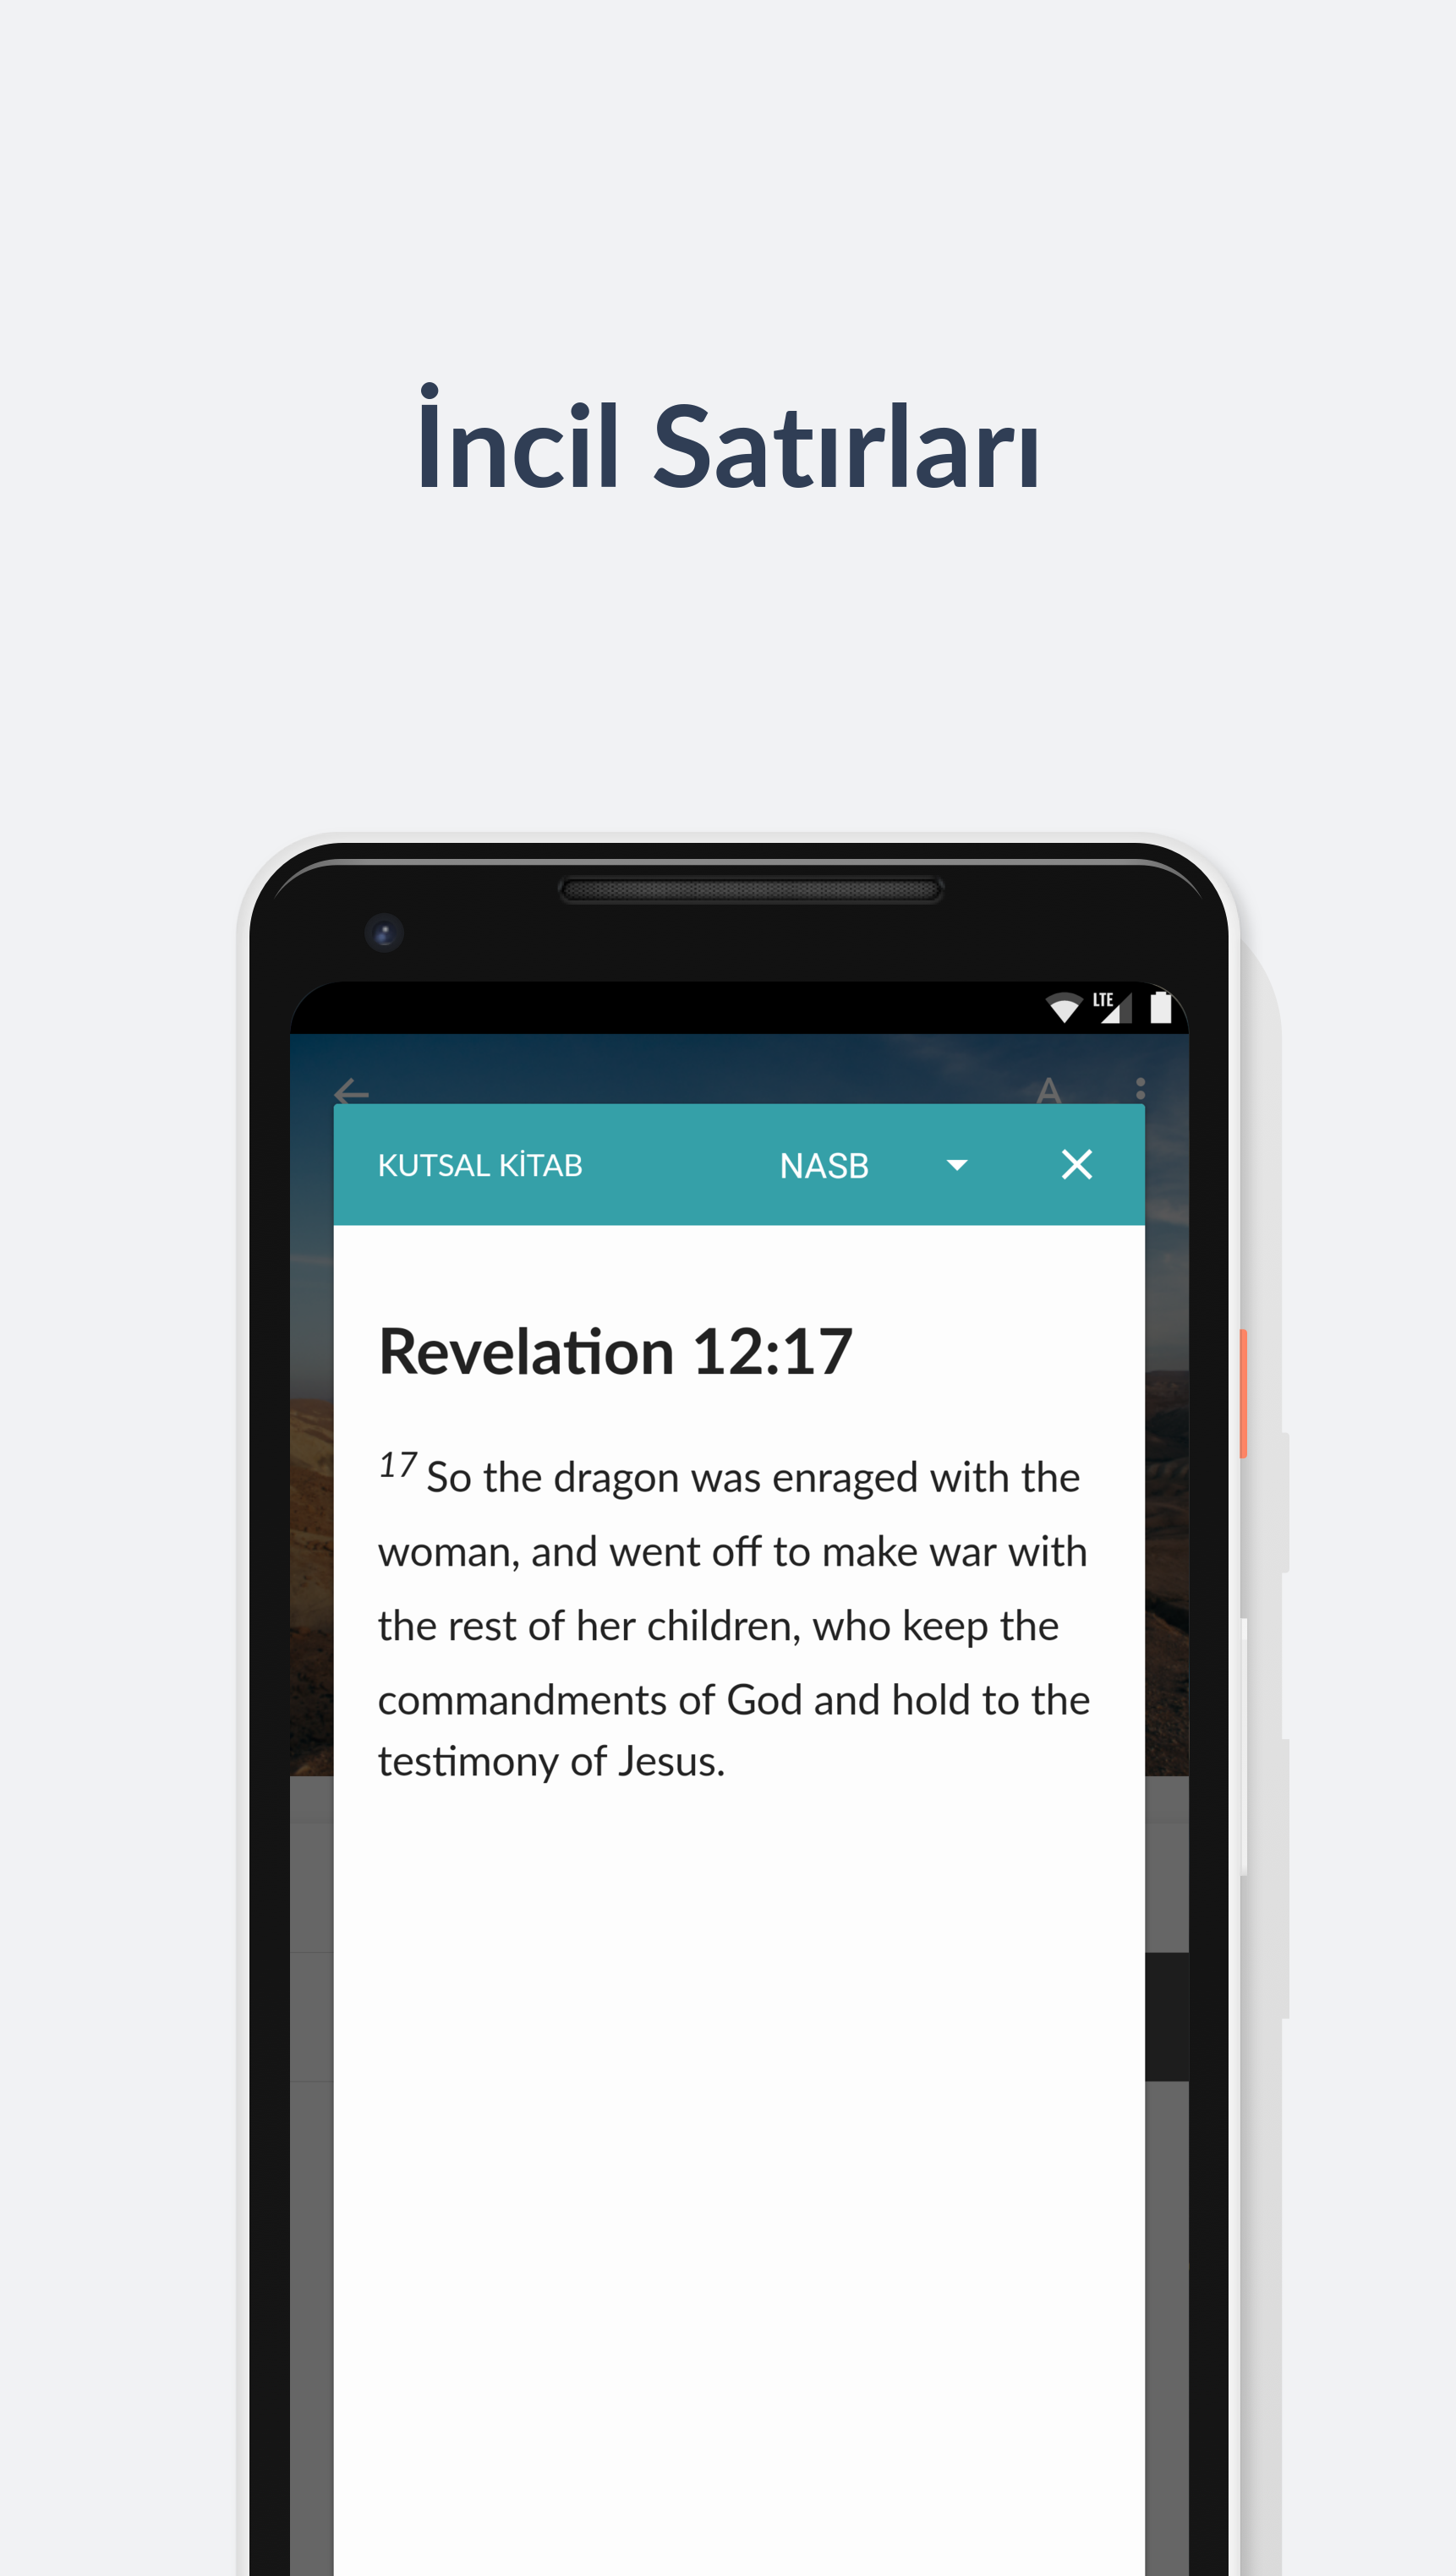 İncil Satırları
LTE
A
KUTSAL KİTAB NASB
Revelation 12:17
17 So the dragon was enraged with the
woman, and went off to make war with
the rest of her children, who keep the
commandments of God and hold to the
testimony of Jesus.